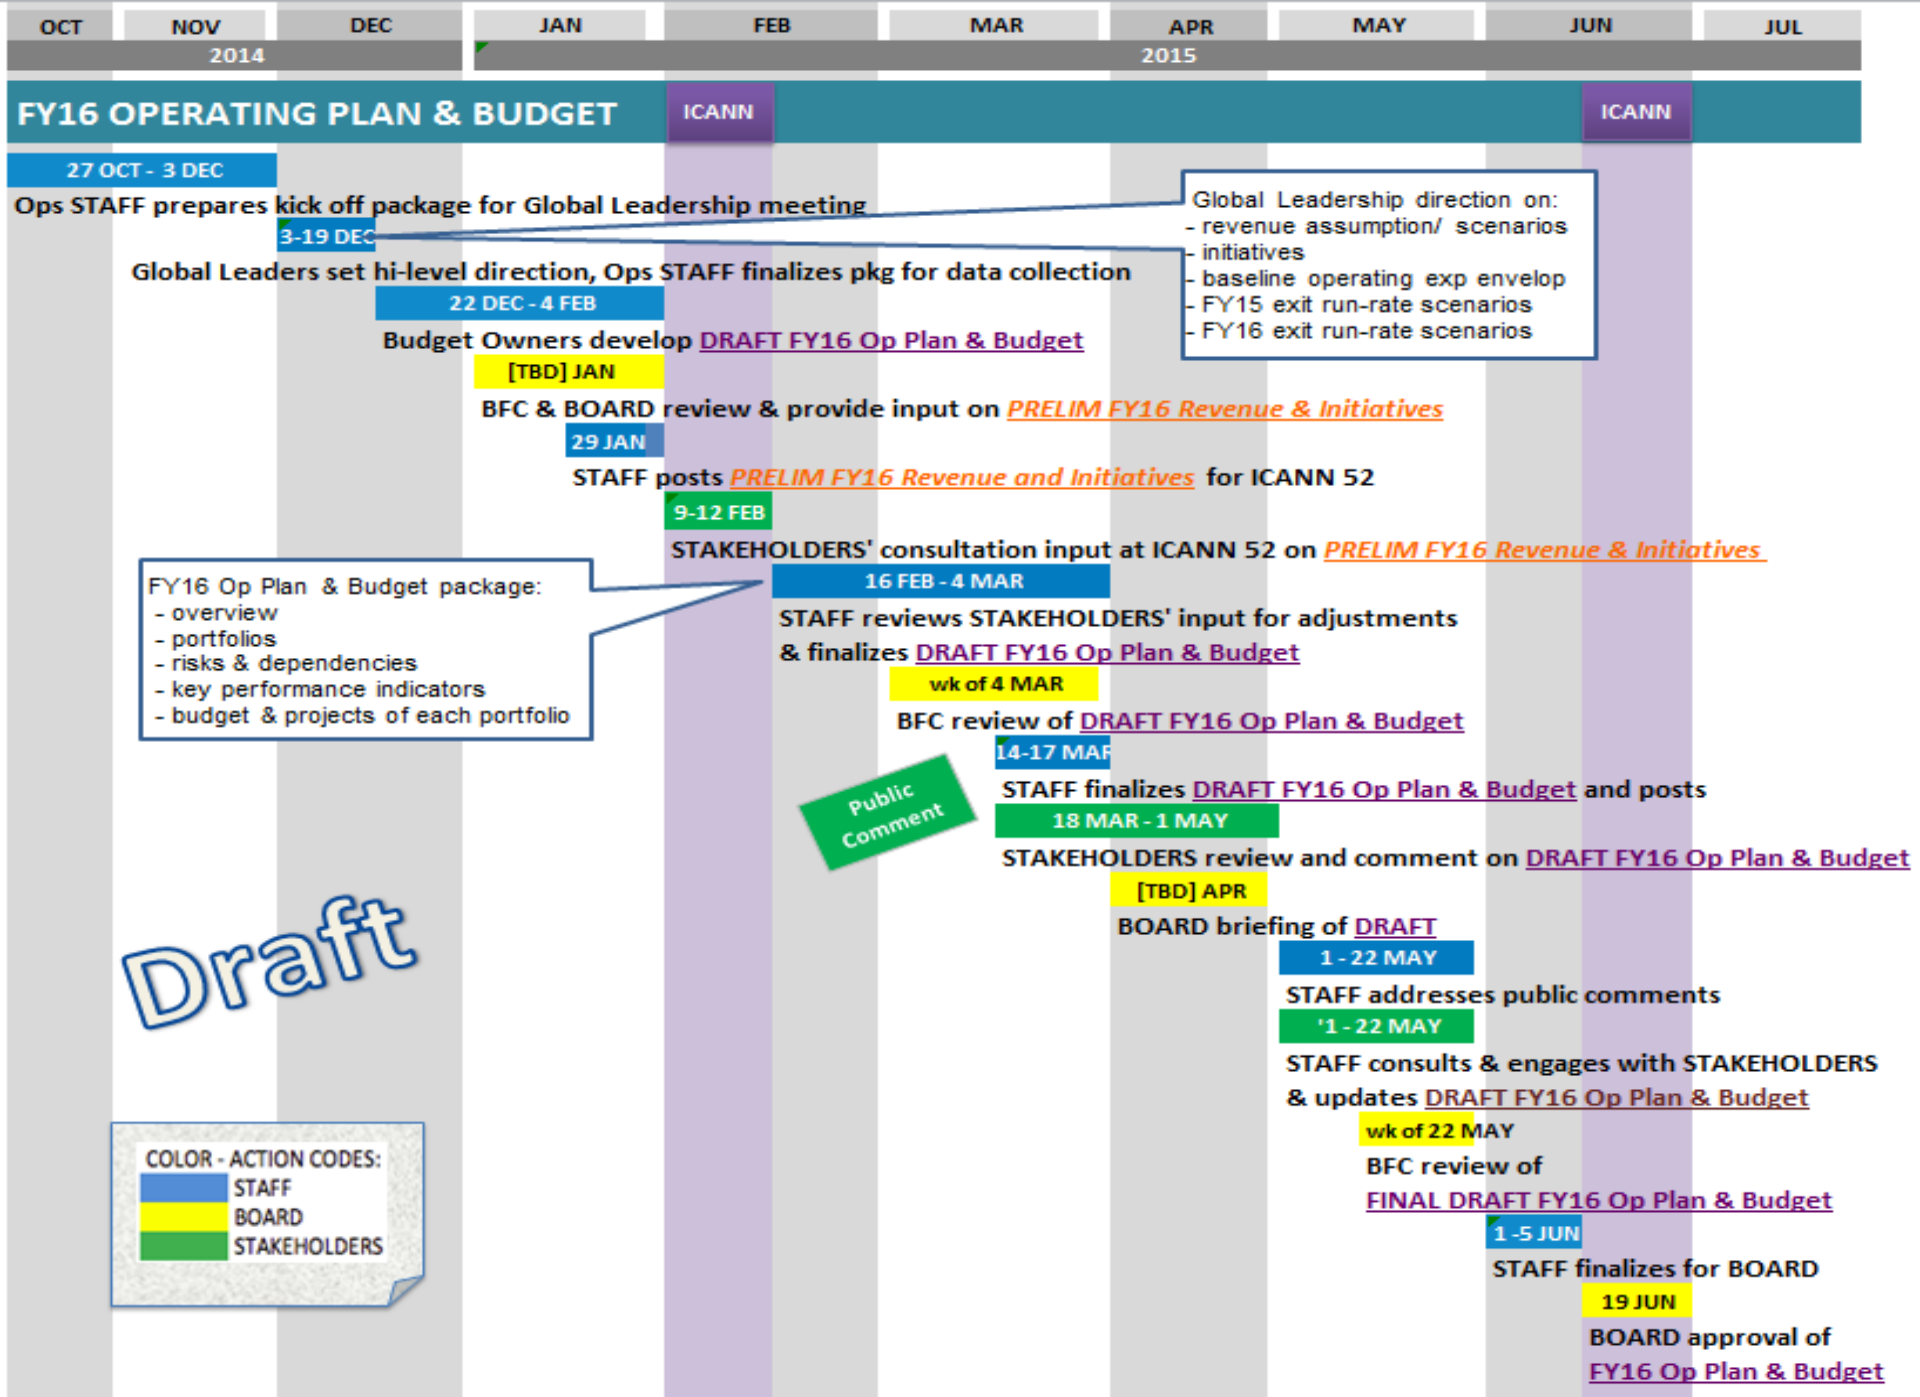 OCT NOV DEC JAN FEB MAR APR MAY JUN JUL
2014 2015
FY16 OPERATING PLAN & BUDGET ICANN ICANN
27 OCT - 3 DEC
Ops STAFF prepares kick off package for Global Leadership meeting
3-19 DEC
Global Leaders set hi-level direction, Ops STAFF finalizes pkg for data collection
Global Leadership direction on:
- revenue assumption/ scenarios
- initiatives
- baseline operating exp envelop
- FY15 exit run-rate scenarios
- FY16 exit run-rate scenarios
22 DEC - 4 FEB
Budget Owners develop DRAFT FY16 Op Plan & Budget
[TBD] JAN
BFC & BOARD review & provide input on PRELIM FY16 Revenue & Initiatives
29 JAN
STAFF posts PRELIM FY16 Revenue and Initiatives for ICANN 52
9-12 FEB
STAKEHOLDERS' consultation input at ICANN 52 on PRELIM FY16 Revenue & Initiatives
FY16 Op Plan & Budget package:
- overview
- portfolios
- risks & dependencies
- key performance indicators
- budget & projects of each portfolio
16 FEB - 4 MAR
STAFF reviews STAKEHOLDERS' input for adjustments
& finalizes DRAFT FY16 Op Plan & Budget
wk of 4 MAR
BFC review of DRAFT FY16 Op Plan & Budget
14-17 MAR
STAFF finalizes DRAFT FY16 Op Plan & Budget and posts
Public
Comment
18 MAR - 1 MAY
STAKEHOLDERS review and comment on DRAFT FY16 Op Plan & Budget
[TBD] APR
BOARD briefing of DRAFT
Draft
1 - 22 MAY
STAFF addresses public comments
'1 - 22 MAY
STAFF consults & engages with STAKEHOLDERS
& updates DRAFT FY16 Op Plan & Budget
wk of 22 MAY
BFC review of
FINAL DRAFT FY16 Op Plan & Budget
COLOR - ACTION CODES:
STAFF
BOARD
STAKEHOLDERS
1 -5 JUN
STAFF finalizes for BOARD
19 JUN
BOARD approval of
FY16 Op Plan & Budget